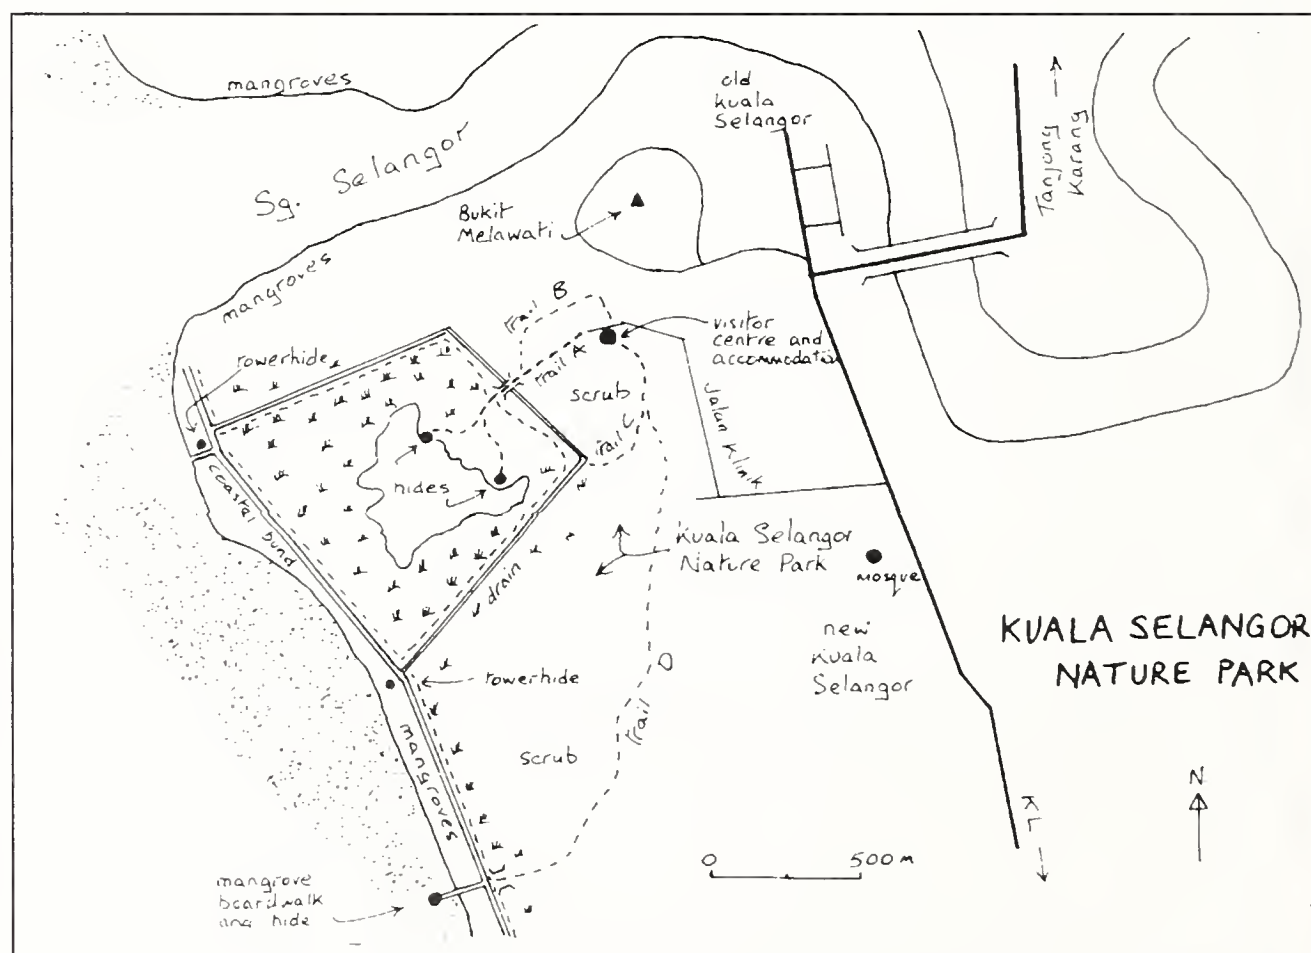 mangroves
old
Kuala
Selangor
Tanjong
Karang
Sg. Selangor
Bukit
Melawati
mangroves
trail B
visitor
centre and
accommodatio
towerhide
trail A
scrub
trail C
Jalan Klinik
hides
coastal bund
Kuala Selangor
Nature Park
drain
mosque
new
Kuala
Selangor
KUALA SELANGOR
NATURE PARK
towerhide
trail D
scrub
mangroves
N
KL
0 500m
mangrove
boardwalk
and hide